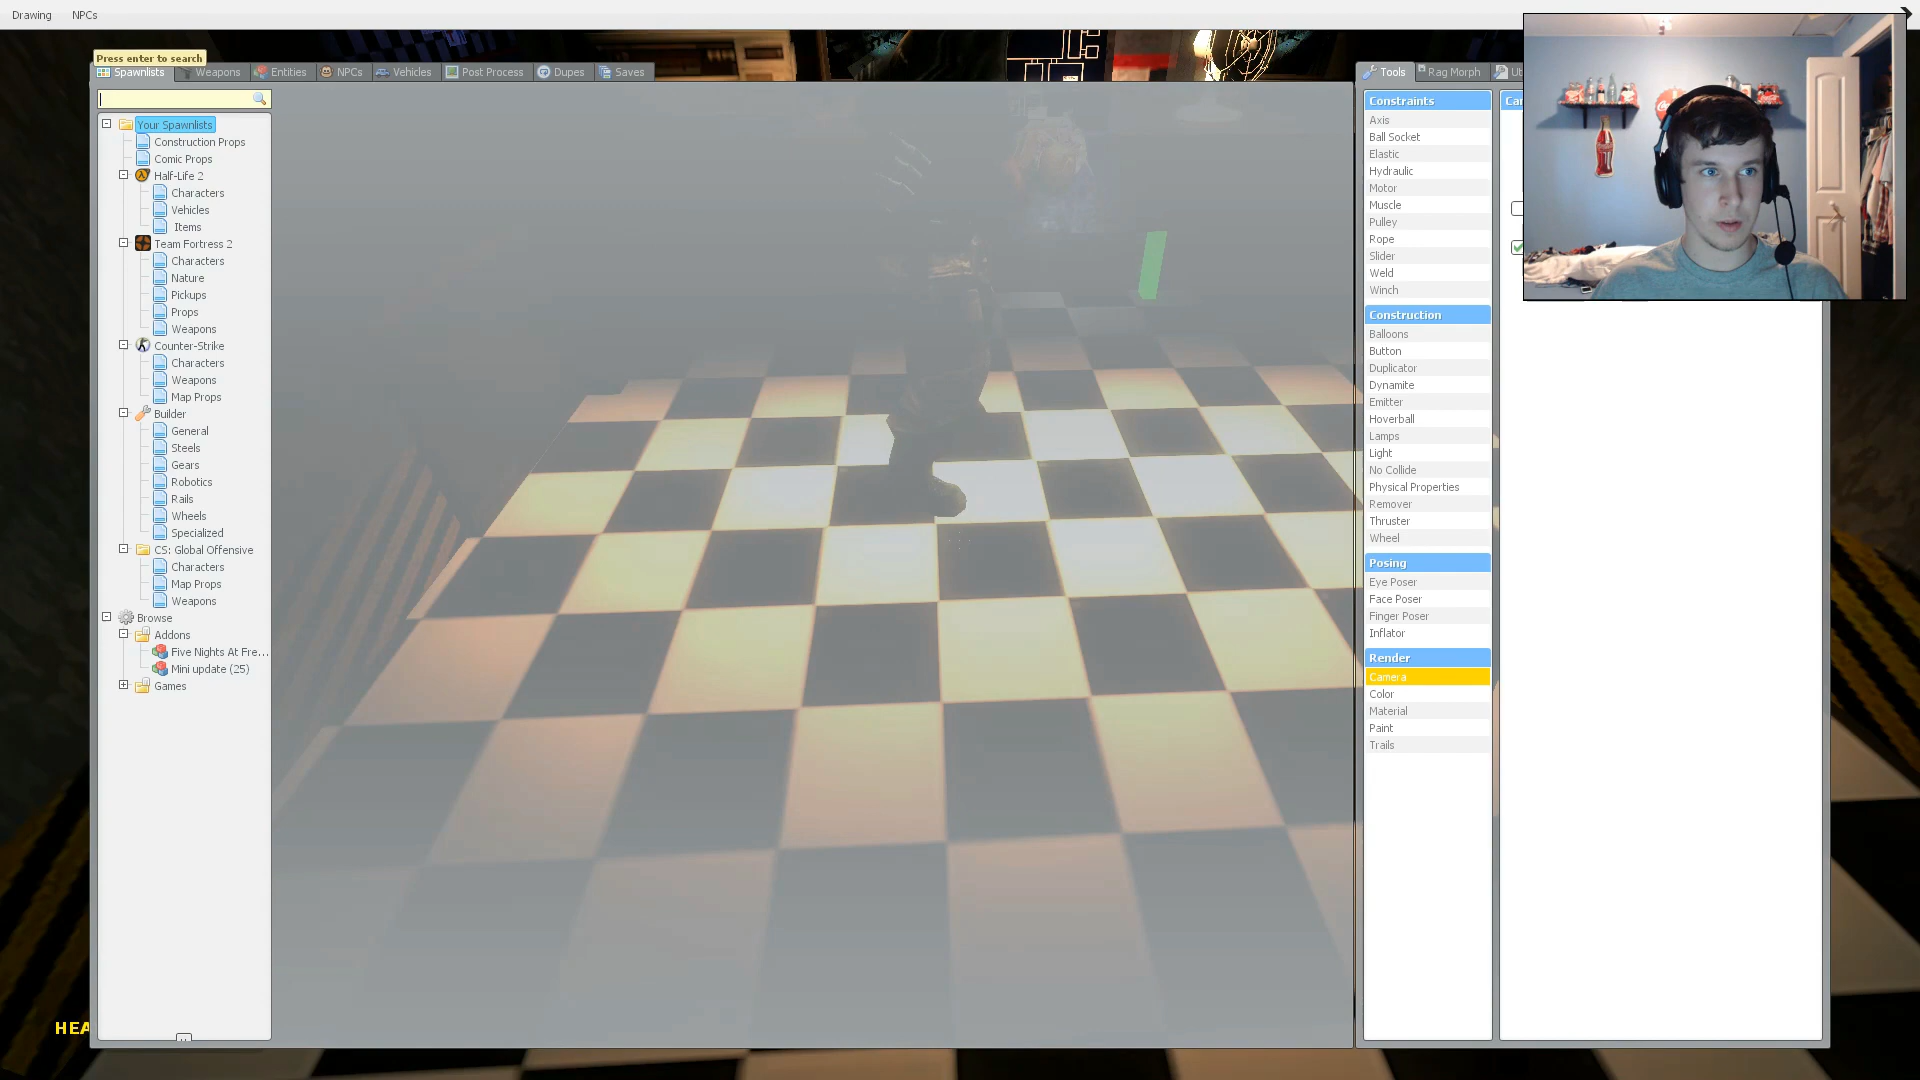 Drawing NPCs
Press enter to search
Spawnlists Weapons Entities NPCs Vehicles Post Process Dupes Saves
Your Spawnlists
Construction Props
Comic Props
Half-Life 2
Characters
Vehicles
Items
Team Fortress 2
Characters
Nature
Pickups
Props
Weapons
Counter-Strike
Characters
Weapons
Map Props
Builder
General
Steels
Gears
Robotics
Rails
Wheels
Specialized
CS: Global Offensive
Characters
Map Props
Weapons
Browse
Addons
Five Nights At Fre...
Mini update (25)
Games
HEA
Tools Rag Morph Ut
Constraints
Axis
Ball Socket
Elastic
Hydraulic
Motor
Muscle
Pulley
Rope
Slider
Weld
Winch
Construction
Balloons
Button
Duplicator
Dynamite
Emitter
Hoverball
Lamps
Light
No Collide
Physical Properties
Remover
Thruster
Wheel
Posing
Eye Poser
Face Poser
Finger Poser
Inflator
Render
Camera
Color
Material
Paint
Trails
Ca